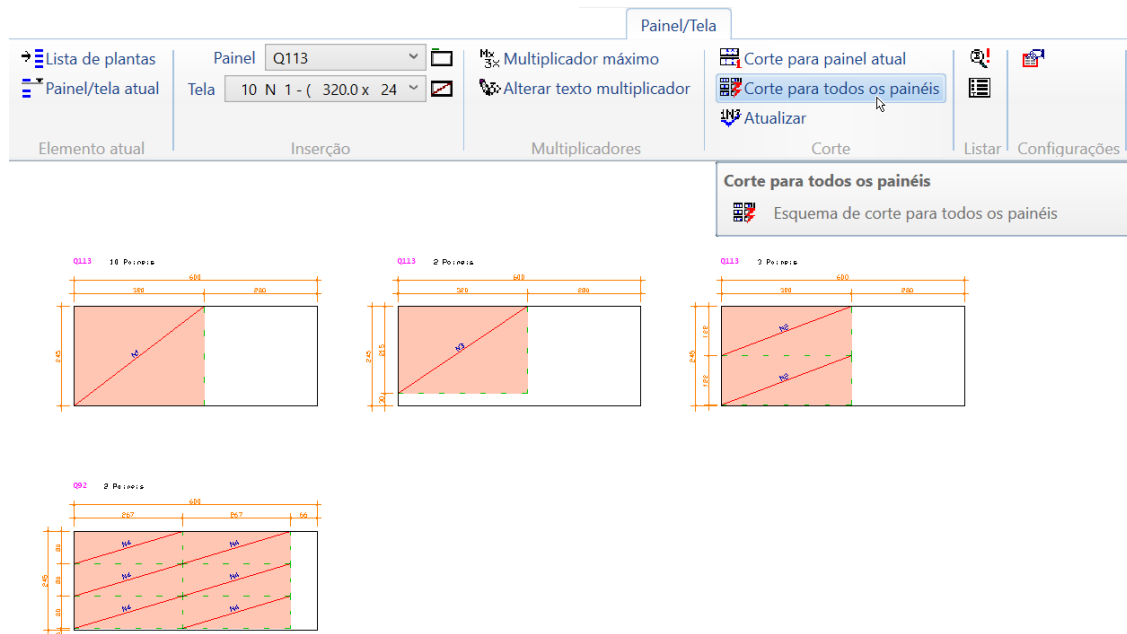 Painel/Tela
Lista de plantas
Painel/tela atual
Elemento atual
Painel Q113
Tela 10 N 1 - ( 320.0 x 24
Inserção
Multiplicador máximo
Alterar texto multiplicador
Multiplicadores
Corte para painel atual
Corte para todos os painéis
Atualizar
Corte
Listar
Configurações
Corte para todos os painéis
Esquema de corte para todos os painéis
Q113 10 Paineis
600
320 280
245
N1
Q113 2 Paineis
600
320 280
245 215
30
N3
Q113 3 Paineis
600
320 280
245
N2
N2
Q92 2 Paineis
600
267 267 66
245
N4 N4
N4 N4
N4 N4